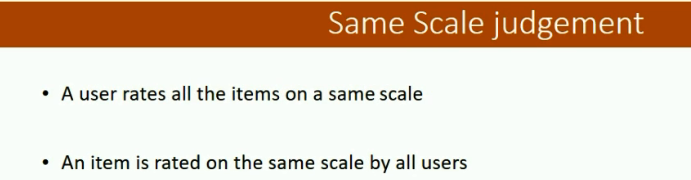 Same Scale judgement
• A user rates all the items on a same scale
• An item is rated on the same scale by all users